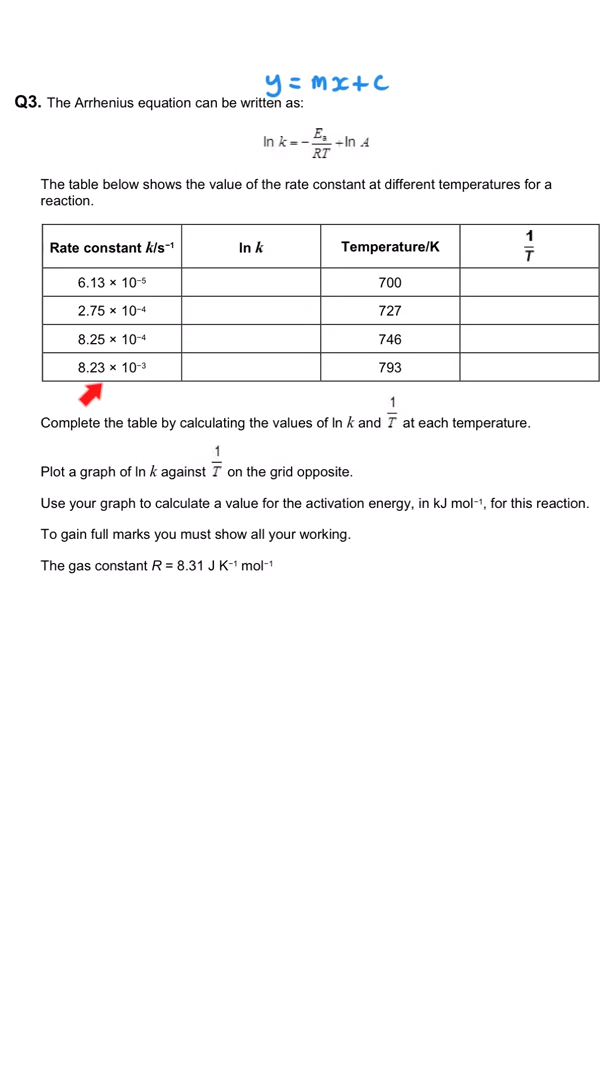 y = mx + c
Q3. The Arrhenius equation can be written as:
ln k = − Eₐ/RT + ln A
The table below shows the value of the rate constant at different temperatures for a
reaction.
Rate constant k/s⁻¹ ln k Temperature/K 1/T
6.13 × 10⁻⁵ 700
2.75 × 10⁻⁴ 727
8.25 × 10⁻⁴ 746
8.23 × 10⁻³ 793
Complete the table by calculating the values of ln k and 1/T at each temperature.
Plot a graph of ln k against 1/T on the grid opposite.
Use your graph to calculate a value for the activation energy, in kJ mol⁻¹, for this reaction.
To gain full marks you must show all your working.
The gas constant R = 8.31 J K⁻¹ mol⁻¹